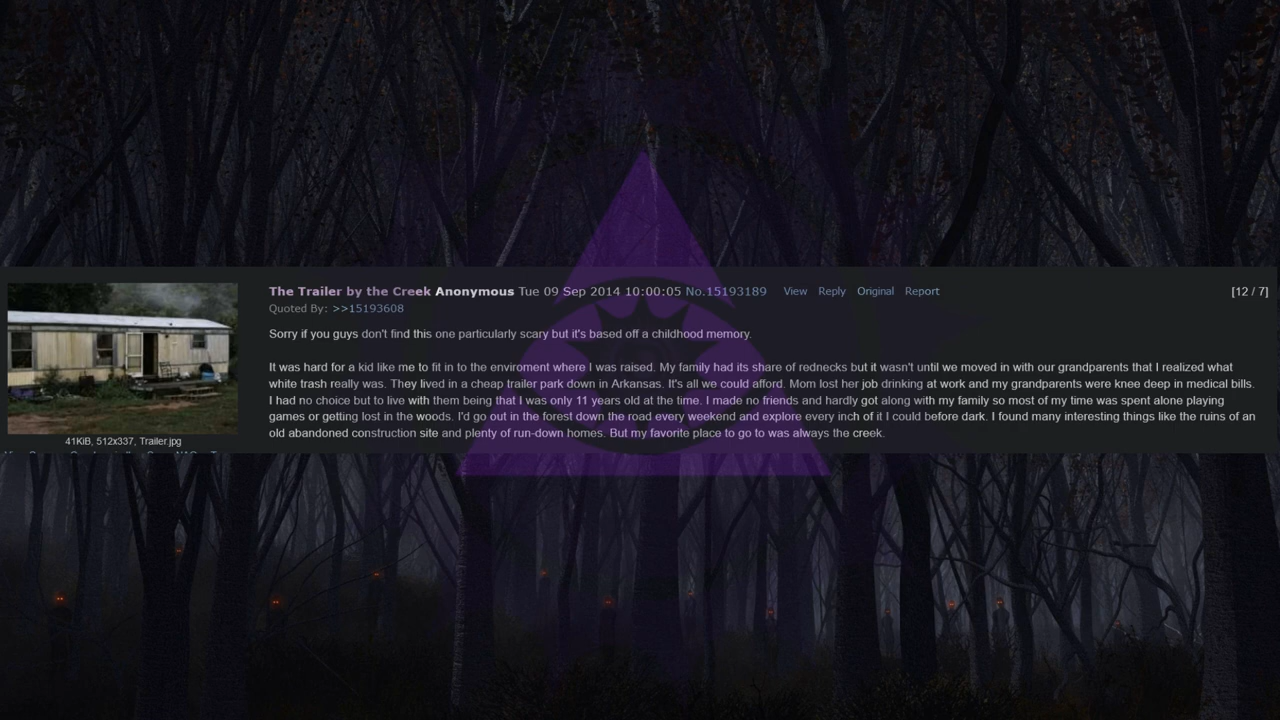 The Trailer by the Creek Anonymous Tue 09 Sep 2014 10:00:05 No.15193189 View Reply Original Report [12 / 7]
Quoted By: >>15193608
Sorry if you guys don't find this one particularly scary but it's based off a childhood memory.
It was hard for a kid like me to fit in to the enviroment where I was raised. My family had its share of rednecks but it wasn't until we moved in with our grandparents that I realized what
white trash really was. They lived in a cheap trailer park down in Arkansas. It's all we could afford. Mom lost her job drinking at work and my grandparents were knee deep in medical bills.
I had no choice but to live with them being that I was only 11 years old at the time. I made no friends and hardly got along with my family so most of my time was spent alone playing
games or getting lost in the woods. I'd go out in the forest down the road every weekend and explore every inch of it I could before dark. I found many interesting things like the ruins of an
old abandoned construction site and plenty of run-down homes. But my favorite place to go to was always the creek.
41KiB, 512x337, Trailer.jpg